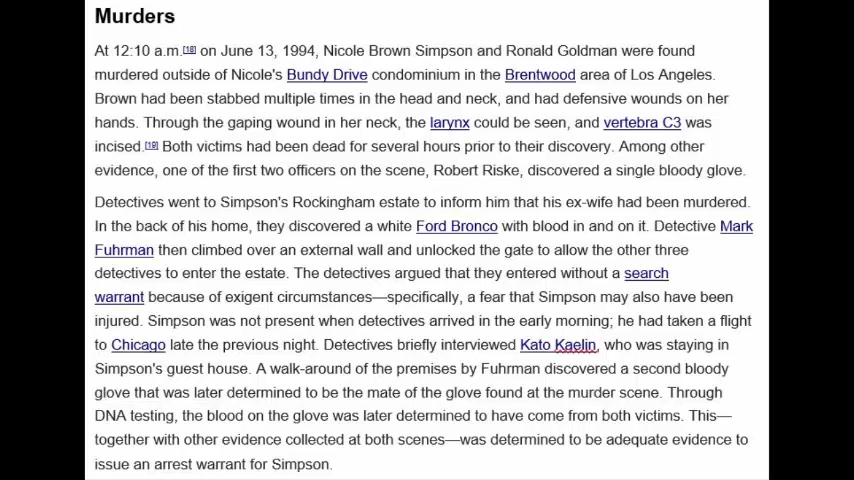 Murders
At 12:10 a.m.[18] on June 13, 1994, Nicole Brown Simpson and Ronald Goldman were found
murdered outside of Nicole's Bundy Drive condominium in the Brentwood area of Los Angeles.
Brown had been stabbed multiple times in the head and neck, and had defensive wounds on her
hands. Through the gaping wound in her neck, the larynx could be seen, and vertebra C3 was
incised.[19] Both victims had been dead for several hours prior to their discovery. Among other
evidence, one of the first two officers on the scene, Robert Riske, discovered a single bloody glove.
Detectives went to Simpson's Rockingham estate to inform him that his ex-wife had been murdered.
In the back of his home, they discovered a white Ford Bronco with blood in and on it. Detective Mark
Fuhrman then climbed over an external wall and unlocked the gate to allow the other three
detectives to enter the estate. The detectives argued that they entered without a search
warrant because of exigent circumstances—specifically, a fear that Simpson may also have been
injured. Simpson was not present when detectives arrived in the early morning; he had taken a flight
to Chicago late the previous night. Detectives briefly interviewed Kato Kaelin, who was staying in
Simpson's guest house. A walk-around of the premises by Fuhrman discovered a second bloody
glove that was later determined to be the mate of the glove found at the murder scene. Through
DNA testing, the blood on the glove was later determined to have come from both victims. This—
together with other evidence collected at both scenes—was determined to be adequate evidence to
issue an arrest warrant for Simpson.